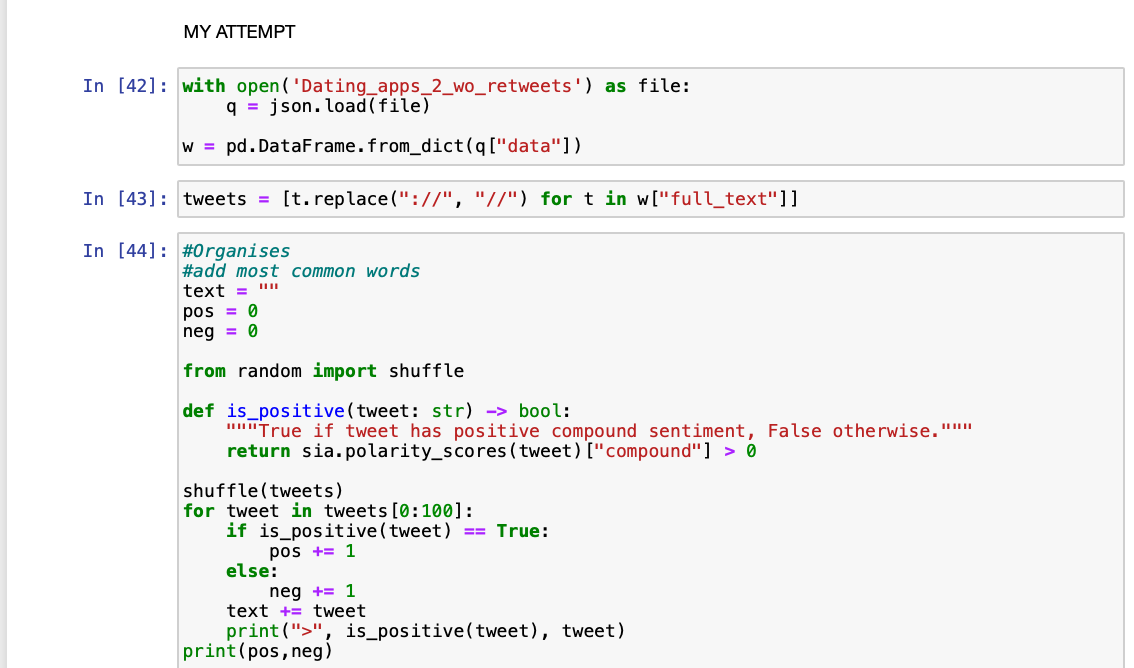 MY ATTEMPT
In [42]: with open('Dating_apps_2_wo_retweets') as file:
    q = json.load(file)
w = pd.DataFrame.from_dict(q["data"])
In [43]: tweets = [t.replace("://", "//") for t in w["full_text"]]
In [44]: #Organises
#add most common words
text = ""
pos = 0
neg = 0
from random import shuffle
def is_positive(tweet: str) -> bool:
    """True if tweet has positive compound sentiment, False otherwise."""
    return sia.polarity_scores(tweet)["compound"] > 0
shuffle(tweets)
for tweet in tweets[0:100]:
    if is_positive(tweet) == True:
        pos += 1
    else:
        neg += 1
    text += tweet
    print(">", is_positive(tweet), tweet)
print(pos,neg)